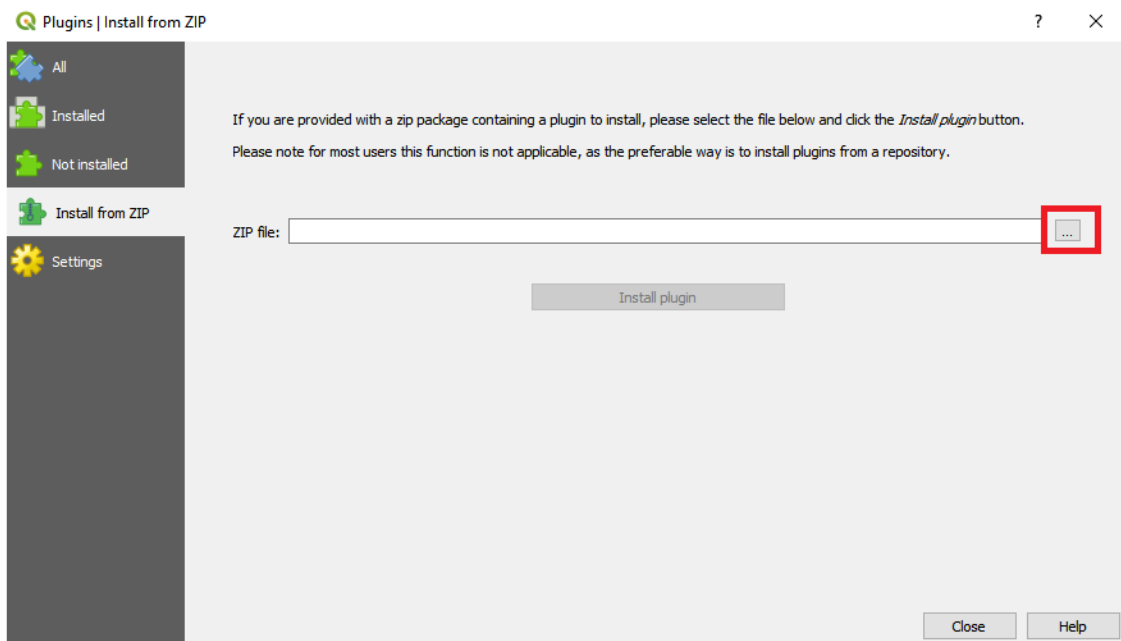 Plugins | Install from ZIP
?
All
Installed
Not installed
Install from ZIP
Settings
If you are provided with a zip package containing a plugin to install, please select the file below and click the Install plugin button.
Please note for most users this function is not applicable, as the preferable way is to install plugins from a repository.
ZIP file:
...
Install plugin
Close
Help